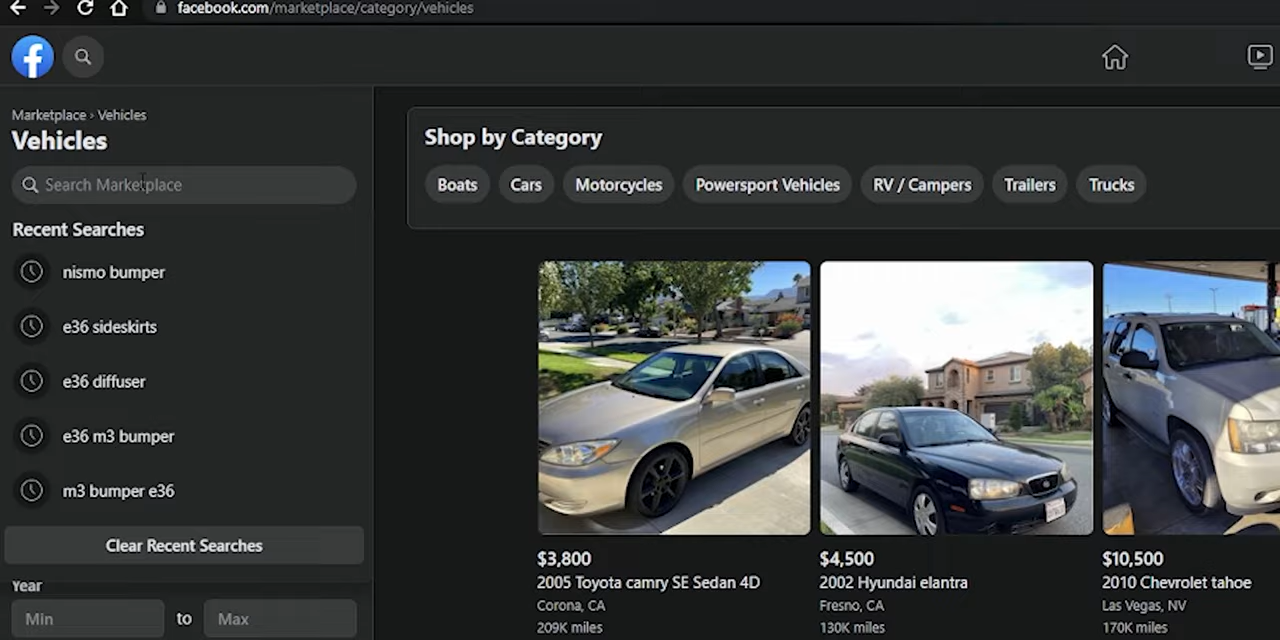 facebook.com/marketplace/category/vehicles
Marketplace › Vehicles
Vehicles
Search Marketplace
Recent Searches
nismo bumper
e36 sideskirts
e36 diffuser
e36 m3 bumper
m3 bumper e36
Clear Recent Searches
Year
Min to Max
Shop by Category
Boats Cars Motorcycles Powersport Vehicles RV / Campers Trailers Trucks
$3,800
2005 Toyota camry SE Sedan 4D
Corona, CA
209K miles
$4,500
2002 Hyundai elantra
Fresno, CA
130K miles
$10,500
2010 Chevrolet tahoe
Las Vegas, NV
170K miles